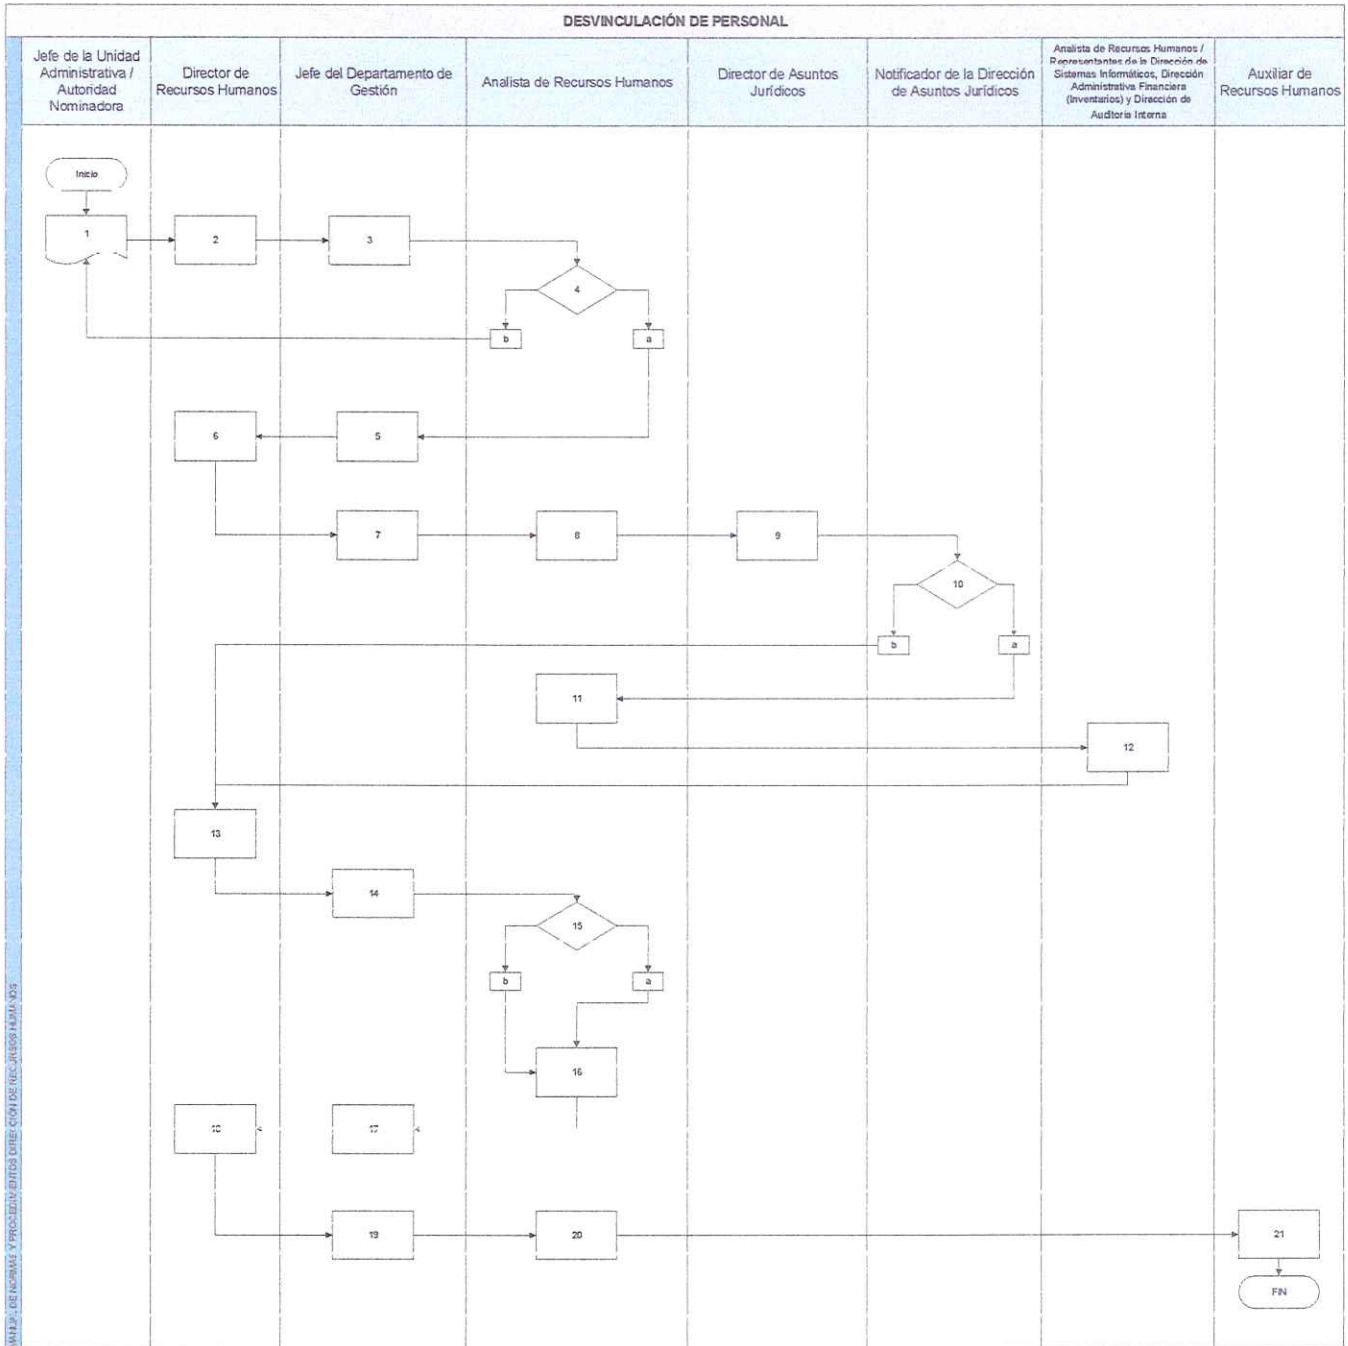 DESVINCULACIÓN DE PERSONAL
Jefe de la Unidad
Administrativa /
Autoridad
Nominadora
Director de
Recursos Humanos
Jefe del Departamento de
Gestión
Analista de Recursos Humanos
Director de Asuntos
Jurídicos
Notificador de la Dirección
de Asuntos Jurídicos
Analista de Recursos Humanos /
Representantes de la Dirección de
Sistemas Informáticos, Dirección
Administrativa Financiera
(Inventarios) y Dirección de
Auditoría Interna
Auxiliar de
Recursos Humanos
Inicio
1
2
3
4
b
a
6
5
7
8
9
10
b
a
11
12
13
14
15
b
a
16
18
17
19
20
21
FIN
MANUAL DE NORMAS Y PROCEDIMIENTOS DIRECCIÓN DE RECURSOS HUMANOS